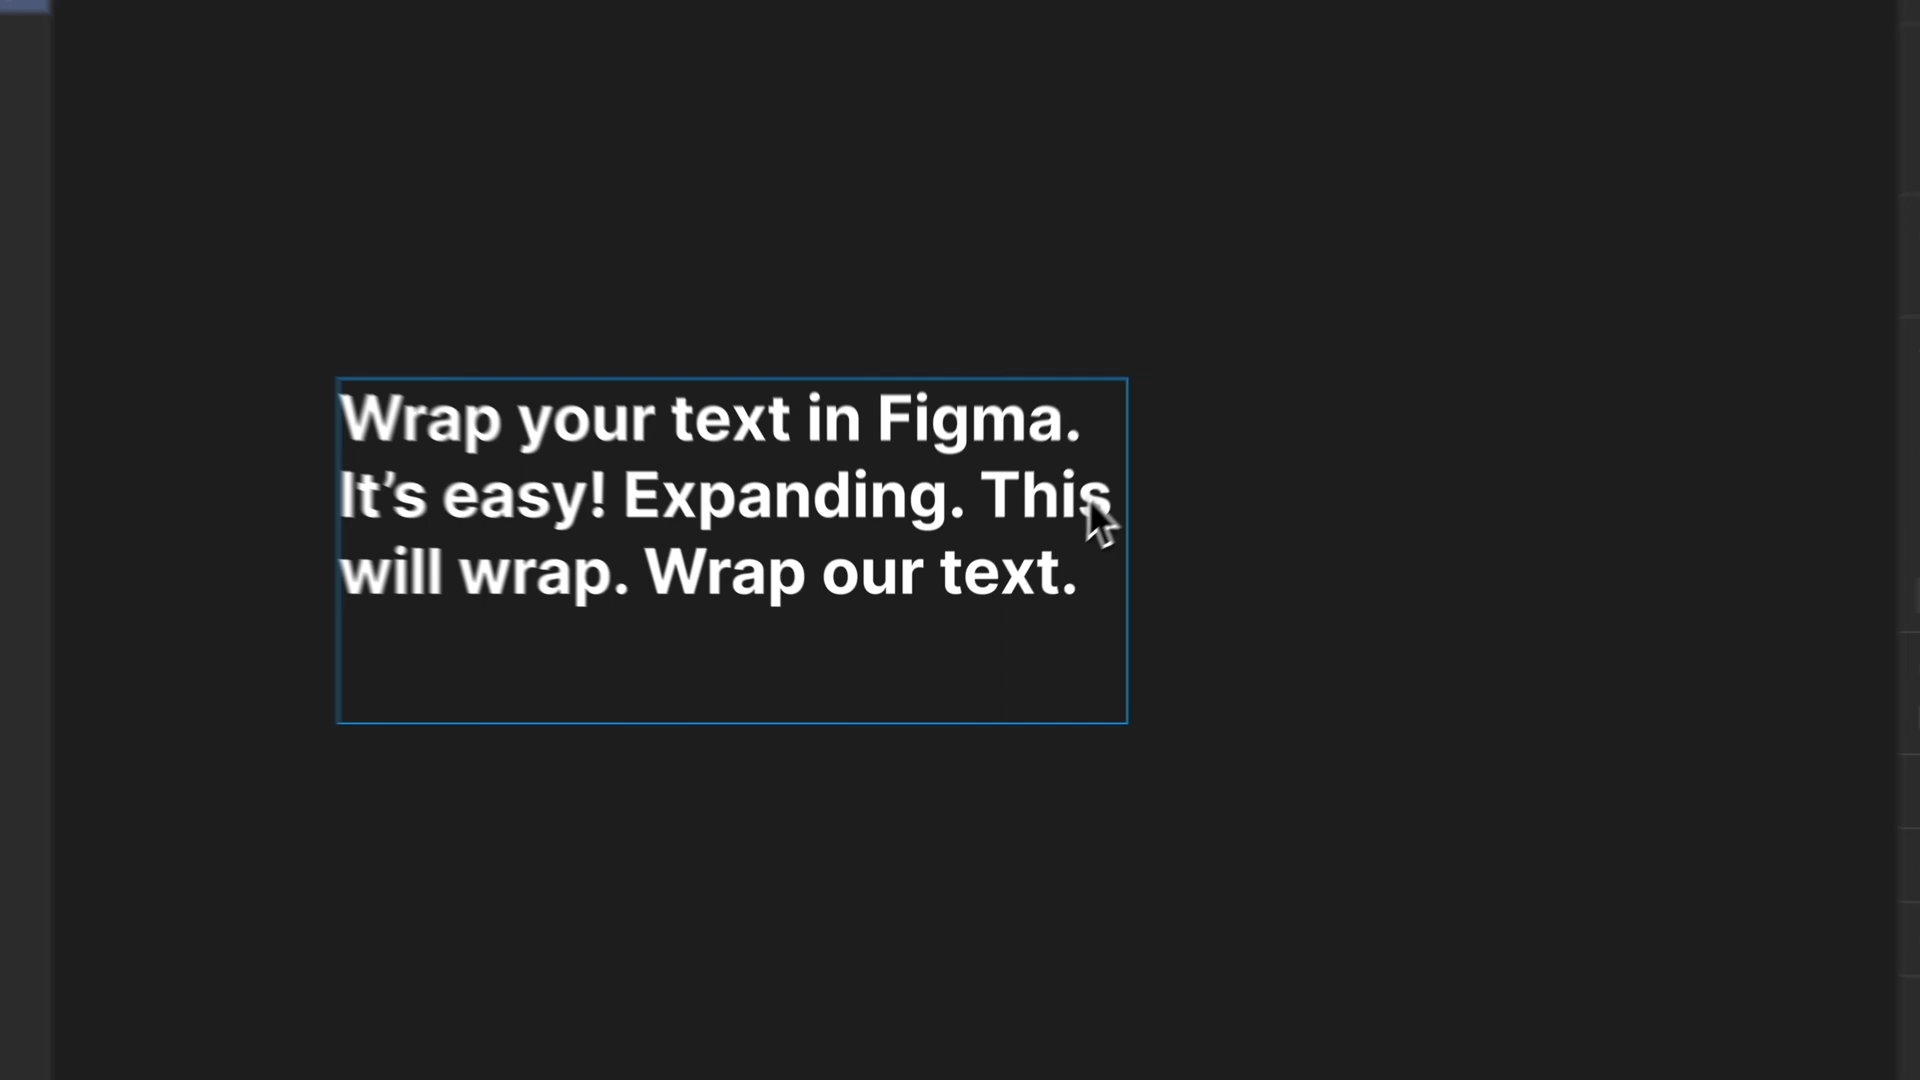 Wrap your text in Figma.
It’s easy! Expanding. This
will wrap. Wrap our text.